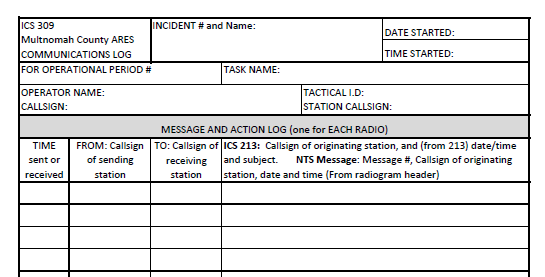 ICS 309
Multnomah County ARES
COMMUNICATIONS LOG
INCIDENT # and Name:
DATE STARTED:
TIME STARTED:
FOR OPERATIONAL PERIOD #
TASK NAME:
OPERATOR NAME:
CALLSIGN:
TACTICAL I.D:
STATION CALLSIGN:
MESSAGE AND ACTION LOG (one for EACH RADIO)
TIME
sent or
received
FROM: Callsign
of sending
station
TO: Callsign of
receiving
station
ICS 213: Callsign of originating station, and (from 213) date/time
and subject. NTS Message: Message #, Callsign of originating
station, date and time (From radiogram header)